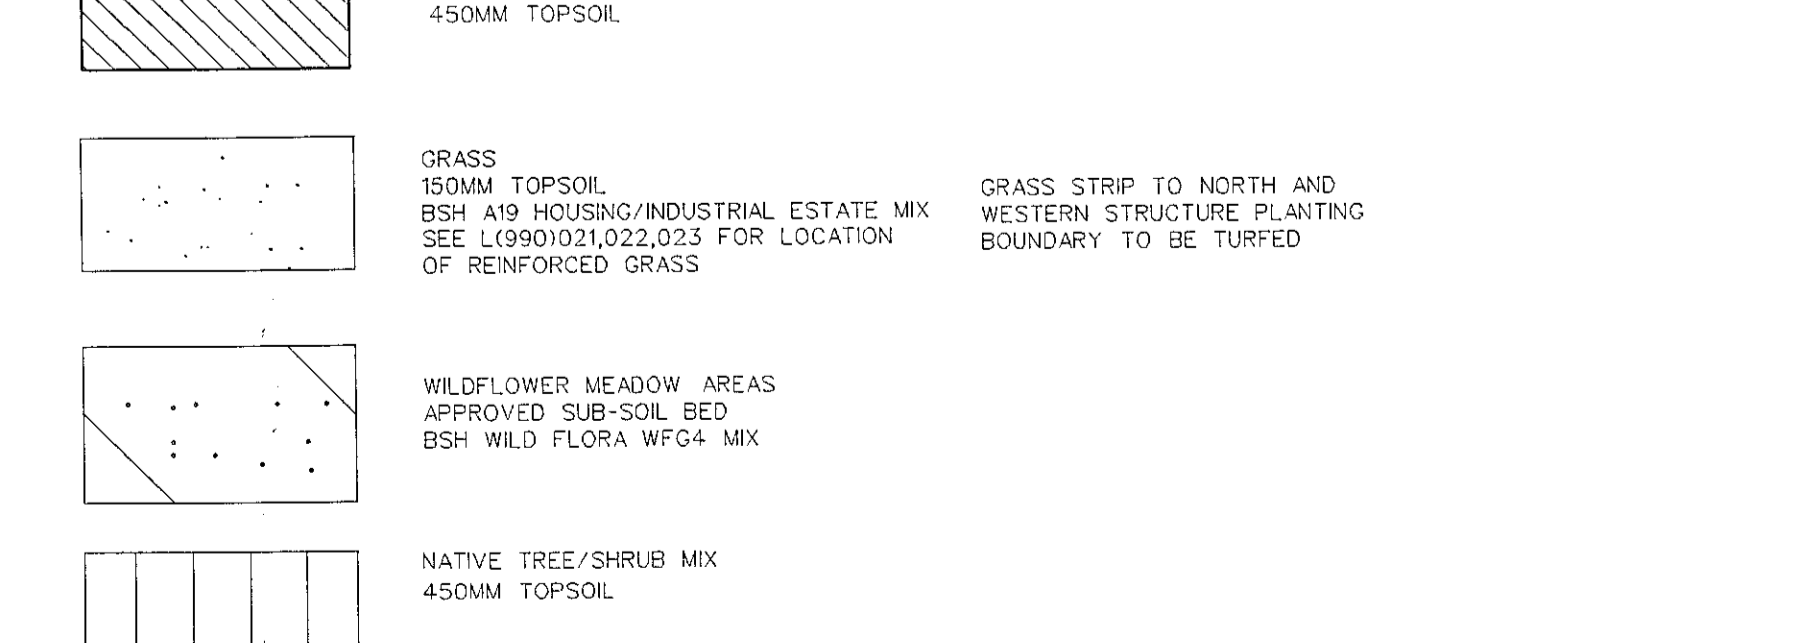 450MM TOPSOIL
GRASS
150MM TOPSOIL
BSH A19 HOUSING/INDUSTRIAL ESTATE MIX
SEE L(990)021,022,023 FOR LOCATION
OF REINFORCED GRASS
GRASS STRIP TO NORTH AND
WESTERN STRUCTURE PLANTING
BOUNDARY TO BE TURFED
WILDFLOWER MEADOW AREAS
APPROVED SUB-SOIL BED
BSH WILD FLORA WFG4 MIX
NATIVE TREE/SHRUB MIX
450MM TOPSOIL